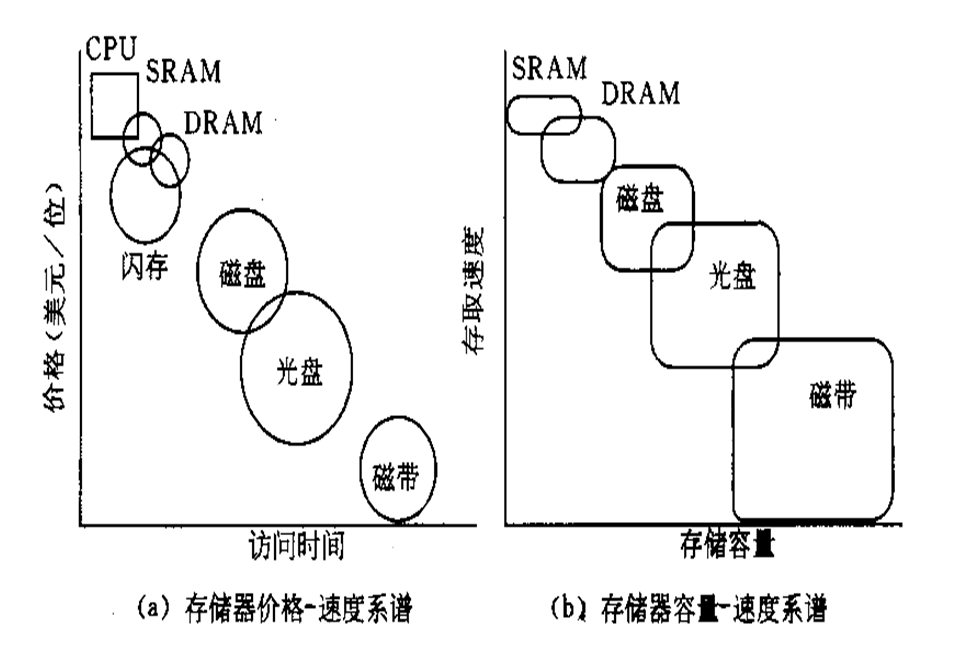 CPU
SRAM
DRAM
闪存
磁盘
光盘
磁带
价格(美元/位)
访问时间
(a) 存储器价格-速度系谱
SRAM
DRAM
磁盘
光盘
磁带
存取速度
存储容量
(b) 存储器容量-速度系谱